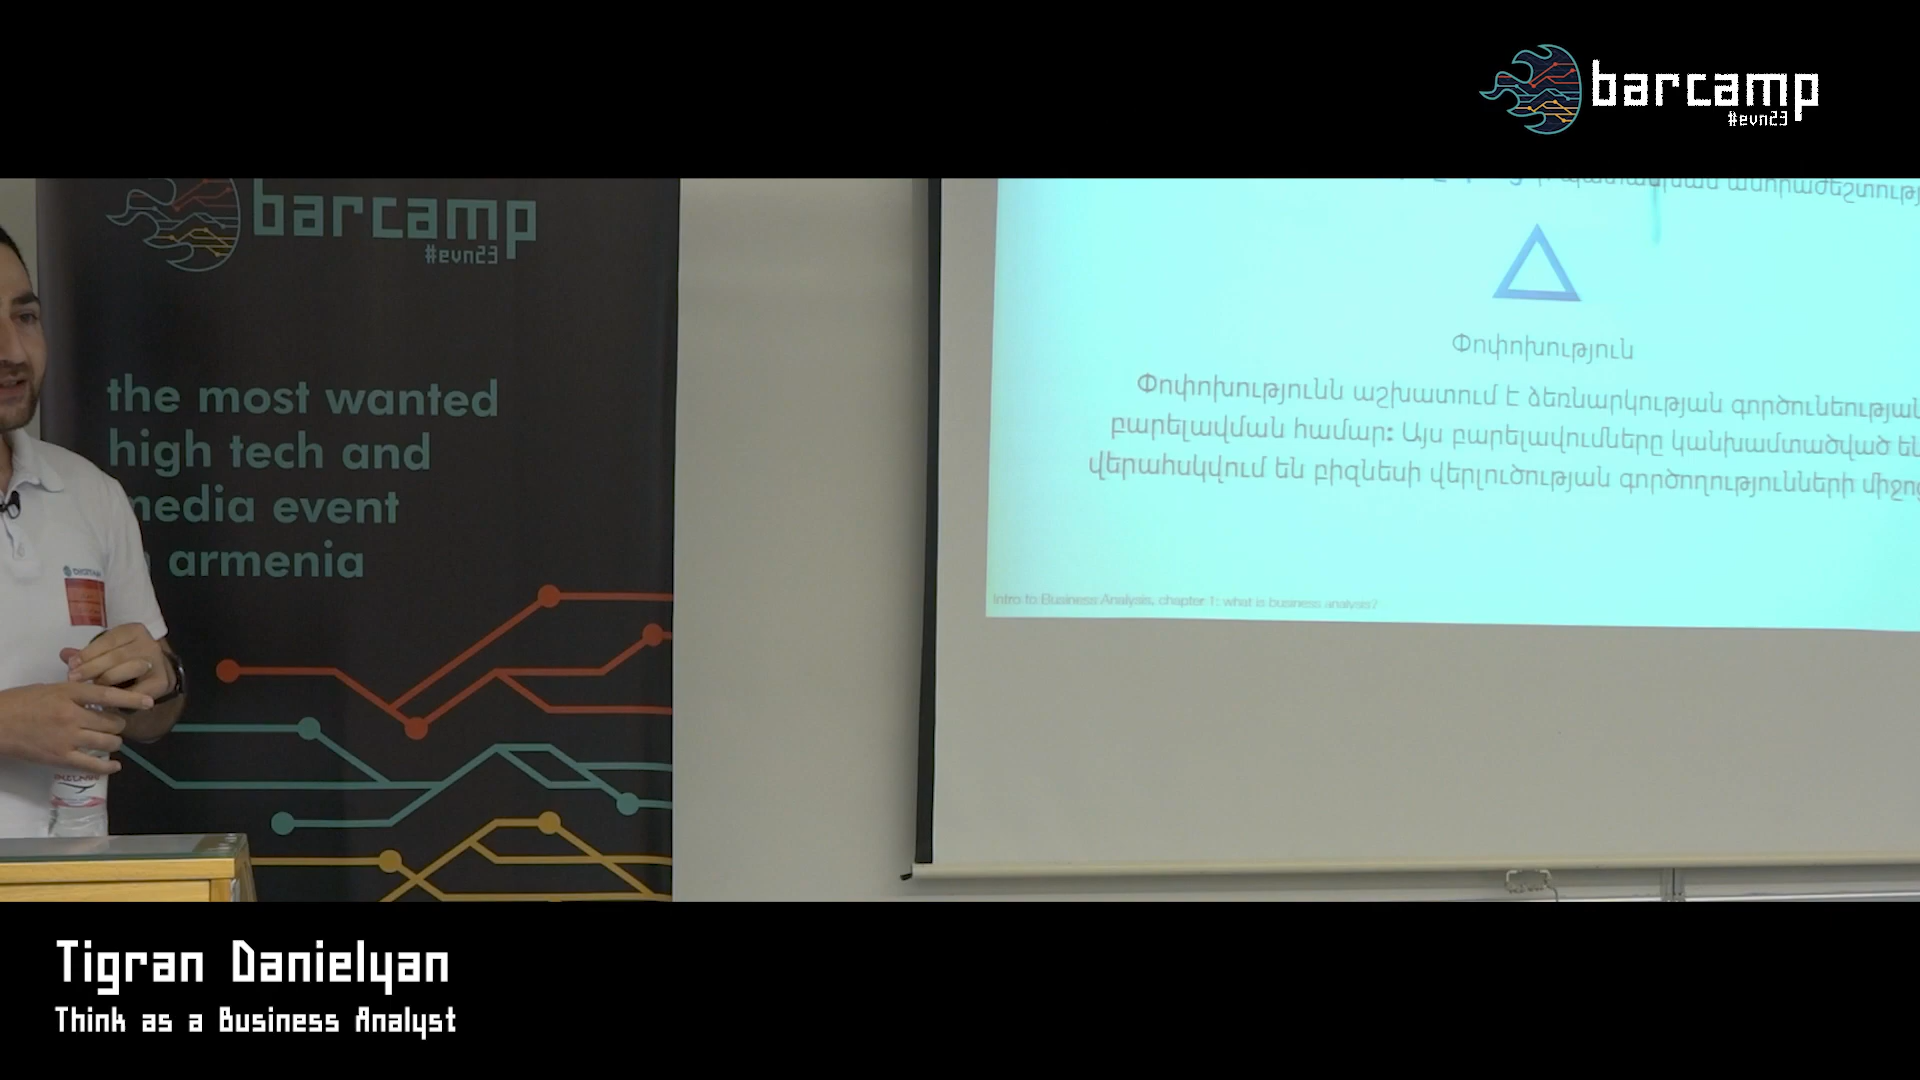 barcamp
#evn23
barcamp
#evn23
the most wanted
high tech and
media event
armenia
պատասխան
Փոփոխություն
Փոփոխությունն աշխատում է ձեռնարկության գործունեության
բարելավման համար: Այս բարելավումները կանխամտածված են
վերահսկվում են բիզնեսի վերլուծության գործողությունների միջոց
Intro to Business Analysis, chapter 1: what is business analysis?
Tigran Danielyan
Think as a Business Analyst